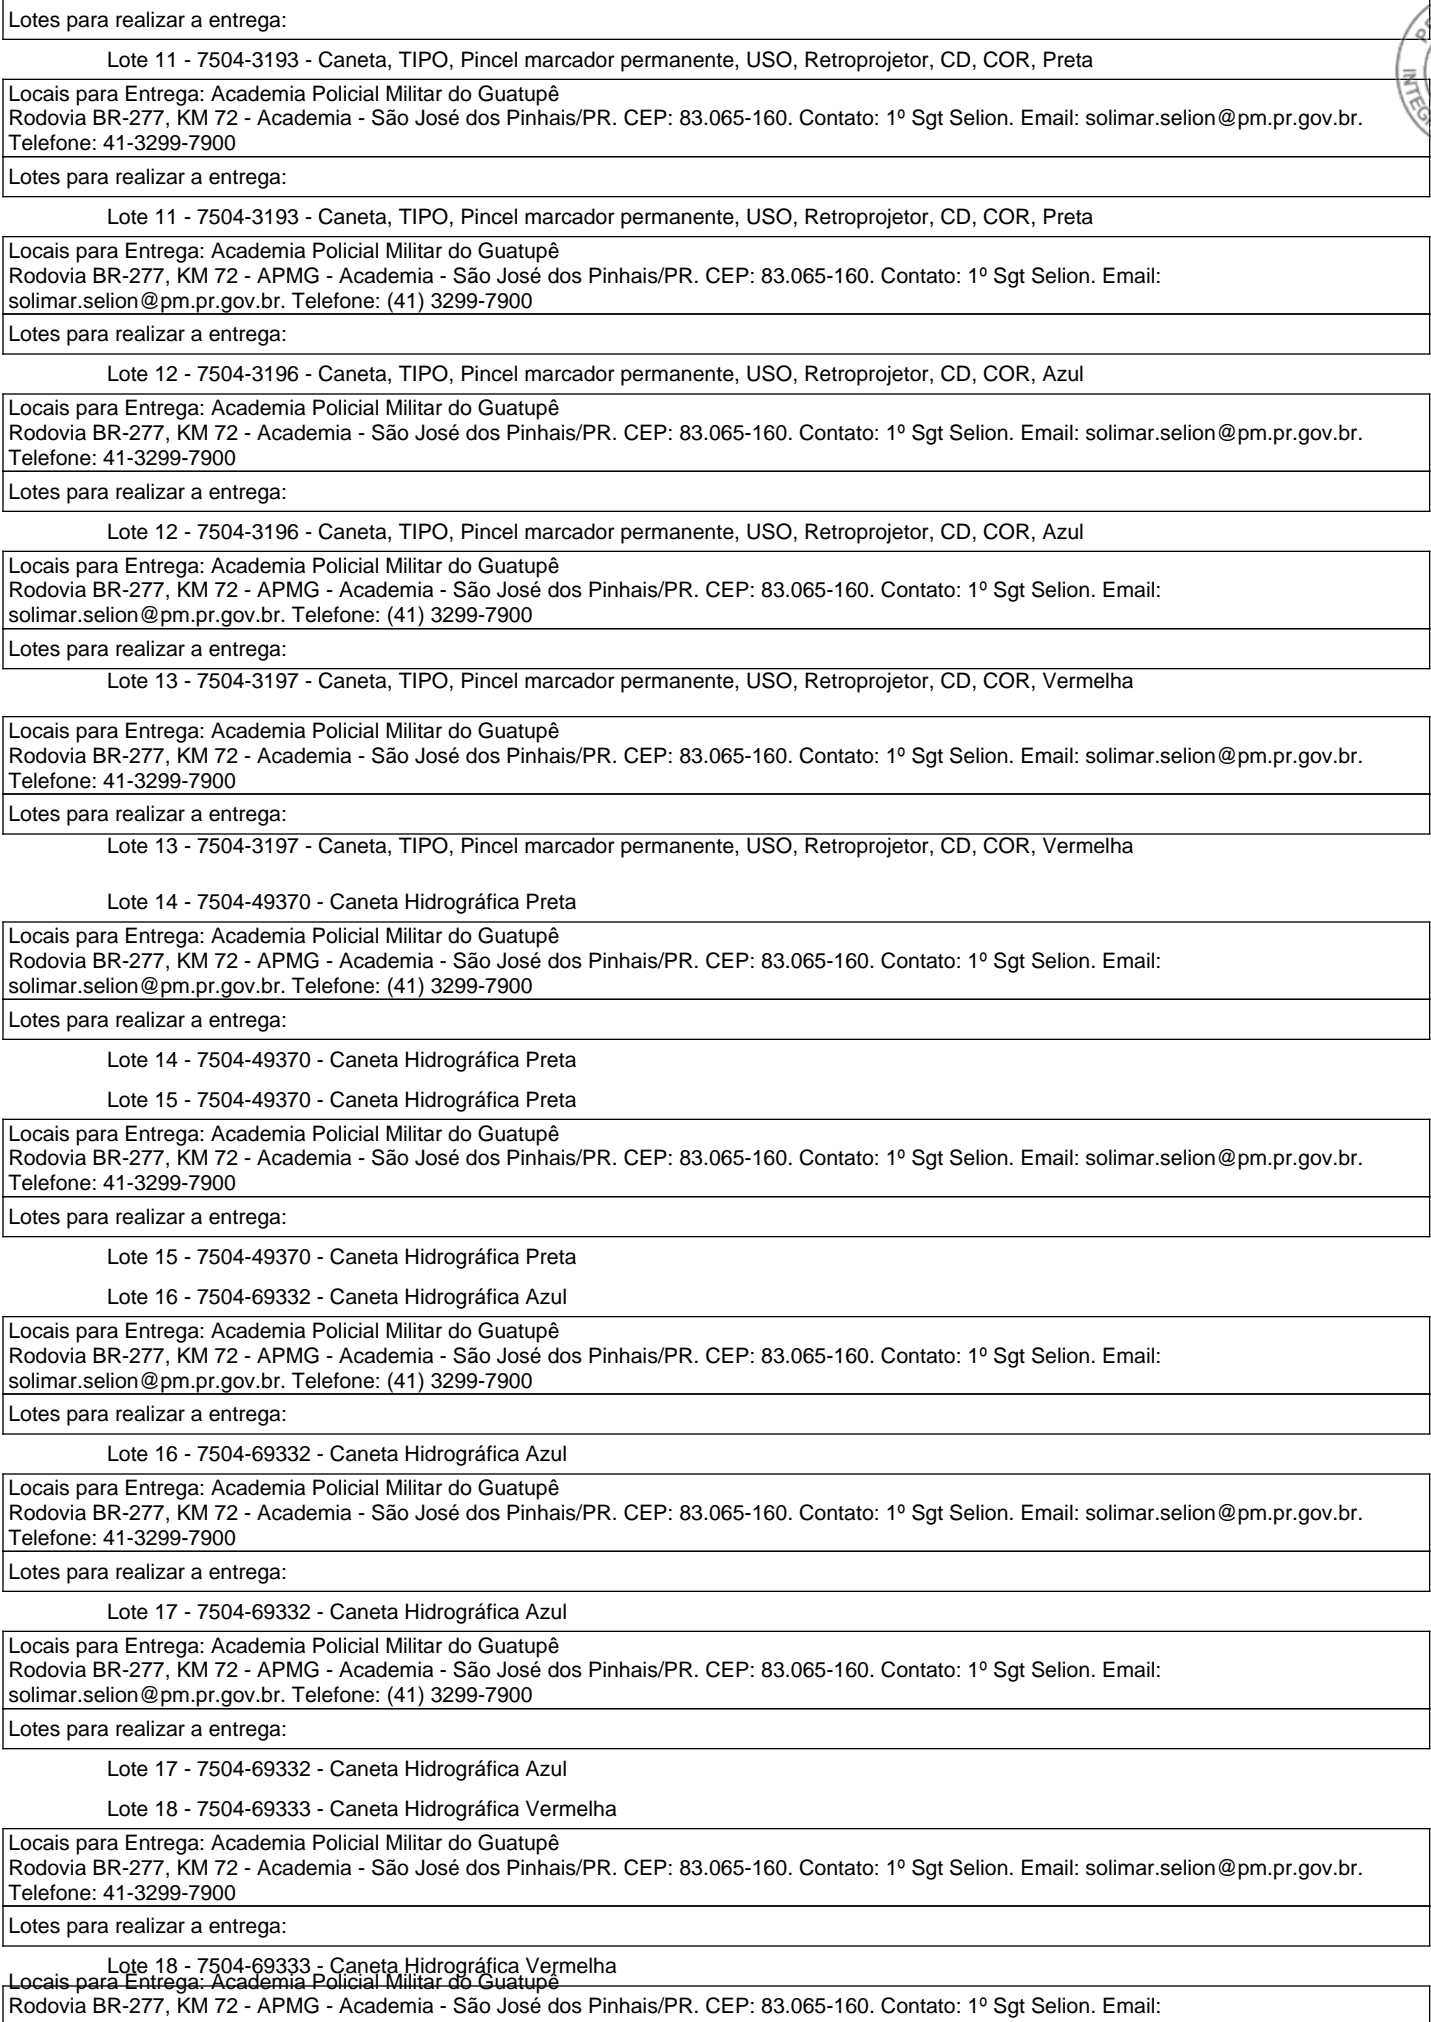 Lotes para realizar a entrega:
Lote 11 - 7504-3193 - Caneta, TIPO, Pincel marcador permanente, USO, Retroprojetor, CD, COR, Preta
Locais para Entrega: Academia Policial Militar do Guatupê
Rodovia BR-277, KM 72 - Academia - São José dos Pinhais/PR. CEP: 83.065-160. Contato: 1º Sgt Selion. Email: solimar.selion@pm.pr.gov.br.
Telefone: 41-3299-7900
Lotes para realizar a entrega:
Lote 11 - 7504-3193 - Caneta, TIPO, Pincel marcador permanente, USO, Retroprojetor, CD, COR, Preta
Locais para Entrega: Academia Policial Militar do Guatupê
Rodovia BR-277, KM 72 - APMG - Academia - São José dos Pinhais/PR. CEP: 83.065-160. Contato: 1º Sgt Selion. Email:
solimar.selion@pm.pr.gov.br. Telefone: (41) 3299-7900
Lotes para realizar a entrega:
Lote 12 - 7504-3196 - Caneta, TIPO, Pincel marcador permanente, USO, Retroprojetor, CD, COR, Azul
Locais para Entrega: Academia Policial Militar do Guatupê
Rodovia BR-277, KM 72 - Academia - São José dos Pinhais/PR. CEP: 83.065-160. Contato: 1º Sgt Selion. Email: solimar.selion@pm.pr.gov.br.
Telefone: 41-3299-7900
Lotes para realizar a entrega:
Lote 12 - 7504-3196 - Caneta, TIPO, Pincel marcador permanente, USO, Retroprojetor, CD, COR, Azul
Locais para Entrega: Academia Policial Militar do Guatupê
Rodovia BR-277, KM 72 - APMG - Academia - São José dos Pinhais/PR. CEP: 83.065-160. Contato: 1º Sgt Selion. Email:
solimar.selion@pm.pr.gov.br. Telefone: (41) 3299-7900
Lotes para realizar a entrega:
Lote 13 - 7504-3197 - Caneta, TIPO, Pincel marcador permanente, USO, Retroprojetor, CD, COR, Vermelha
Locais para Entrega: Academia Policial Militar do Guatupê
Rodovia BR-277, KM 72 - Academia - São José dos Pinhais/PR. CEP: 83.065-160. Contato: 1º Sgt Selion. Email: solimar.selion@pm.pr.gov.br.
Telefone: 41-3299-7900
Lotes para realizar a entrega:
Lote 13 - 7504-3197 - Caneta, TIPO, Pincel marcador permanente, USO, Retroprojetor, CD, COR, Vermelha
Lote 14 - 7504-49370 - Caneta Hidrográfica Preta
Locais para Entrega: Academia Policial Militar do Guatupê
Rodovia BR-277, KM 72 - APMG - Academia - São José dos Pinhais/PR. CEP: 83.065-160. Contato: 1º Sgt Selion. Email:
solimar.selion@pm.pr.gov.br. Telefone: (41) 3299-7900
Lotes para realizar a entrega:
Lote 14 - 7504-49370 - Caneta Hidrográfica Preta
Lote 15 - 7504-49370 - Caneta Hidrográfica Preta
Locais para Entrega: Academia Policial Militar do Guatupê
Rodovia BR-277, KM 72 - Academia - São José dos Pinhais/PR. CEP: 83.065-160. Contato: 1º Sgt Selion. Email: solimar.selion@pm.pr.gov.br.
Telefone: 41-3299-7900
Lotes para realizar a entrega:
Lote 15 - 7504-49370 - Caneta Hidrográfica Preta
Lote 16 - 7504-69332 - Caneta Hidrográfica Azul
Locais para Entrega: Academia Policial Militar do Guatupê
Rodovia BR-277, KM 72 - APMG - Academia - São José dos Pinhais/PR. CEP: 83.065-160. Contato: 1º Sgt Selion. Email:
solimar.selion@pm.pr.gov.br. Telefone: (41) 3299-7900
Lotes para realizar a entrega:
Lote 16 - 7504-69332 - Caneta Hidrográfica Azul
Locais para Entrega: Academia Policial Militar do Guatupê
Rodovia BR-277, KM 72 - Academia - São José dos Pinhais/PR. CEP: 83.065-160. Contato: 1º Sgt Selion. Email: solimar.selion@pm.pr.gov.br.
Telefone: 41-3299-7900
Lotes para realizar a entrega:
Lote 17 - 7504-69332 - Caneta Hidrográfica Azul
Locais para Entrega: Academia Policial Militar do Guatupê
Rodovia BR-277, KM 72 - APMG - Academia - São José dos Pinhais/PR. CEP: 83.065-160. Contato: 1º Sgt Selion. Email:
solimar.selion@pm.pr.gov.br. Telefone: (41) 3299-7900
Lotes para realizar a entrega:
Lote 17 - 7504-69332 - Caneta Hidrográfica Azul
Lote 18 - 7504-69333 - Caneta Hidrográfica Vermelha
Locais para Entrega: Academia Policial Militar do Guatupê
Rodovia BR-277, KM 72 - Academia - São José dos Pinhais/PR. CEP: 83.065-160. Contato: 1º Sgt Selion. Email: solimar.selion@pm.pr.gov.br.
Telefone: 41-3299-7900
Lotes para realizar a entrega:
Lote 18 - 7504-69333 - Caneta Hidrográfica Vermelha
Locais para Entrega: Academia Policial Militar do Guatupê
Rodovia BR-277, KM 72 - APMG - Academia - São José dos Pinhais/PR. CEP: 83.065-160. Contato: 1º Sgt Selion. Email: